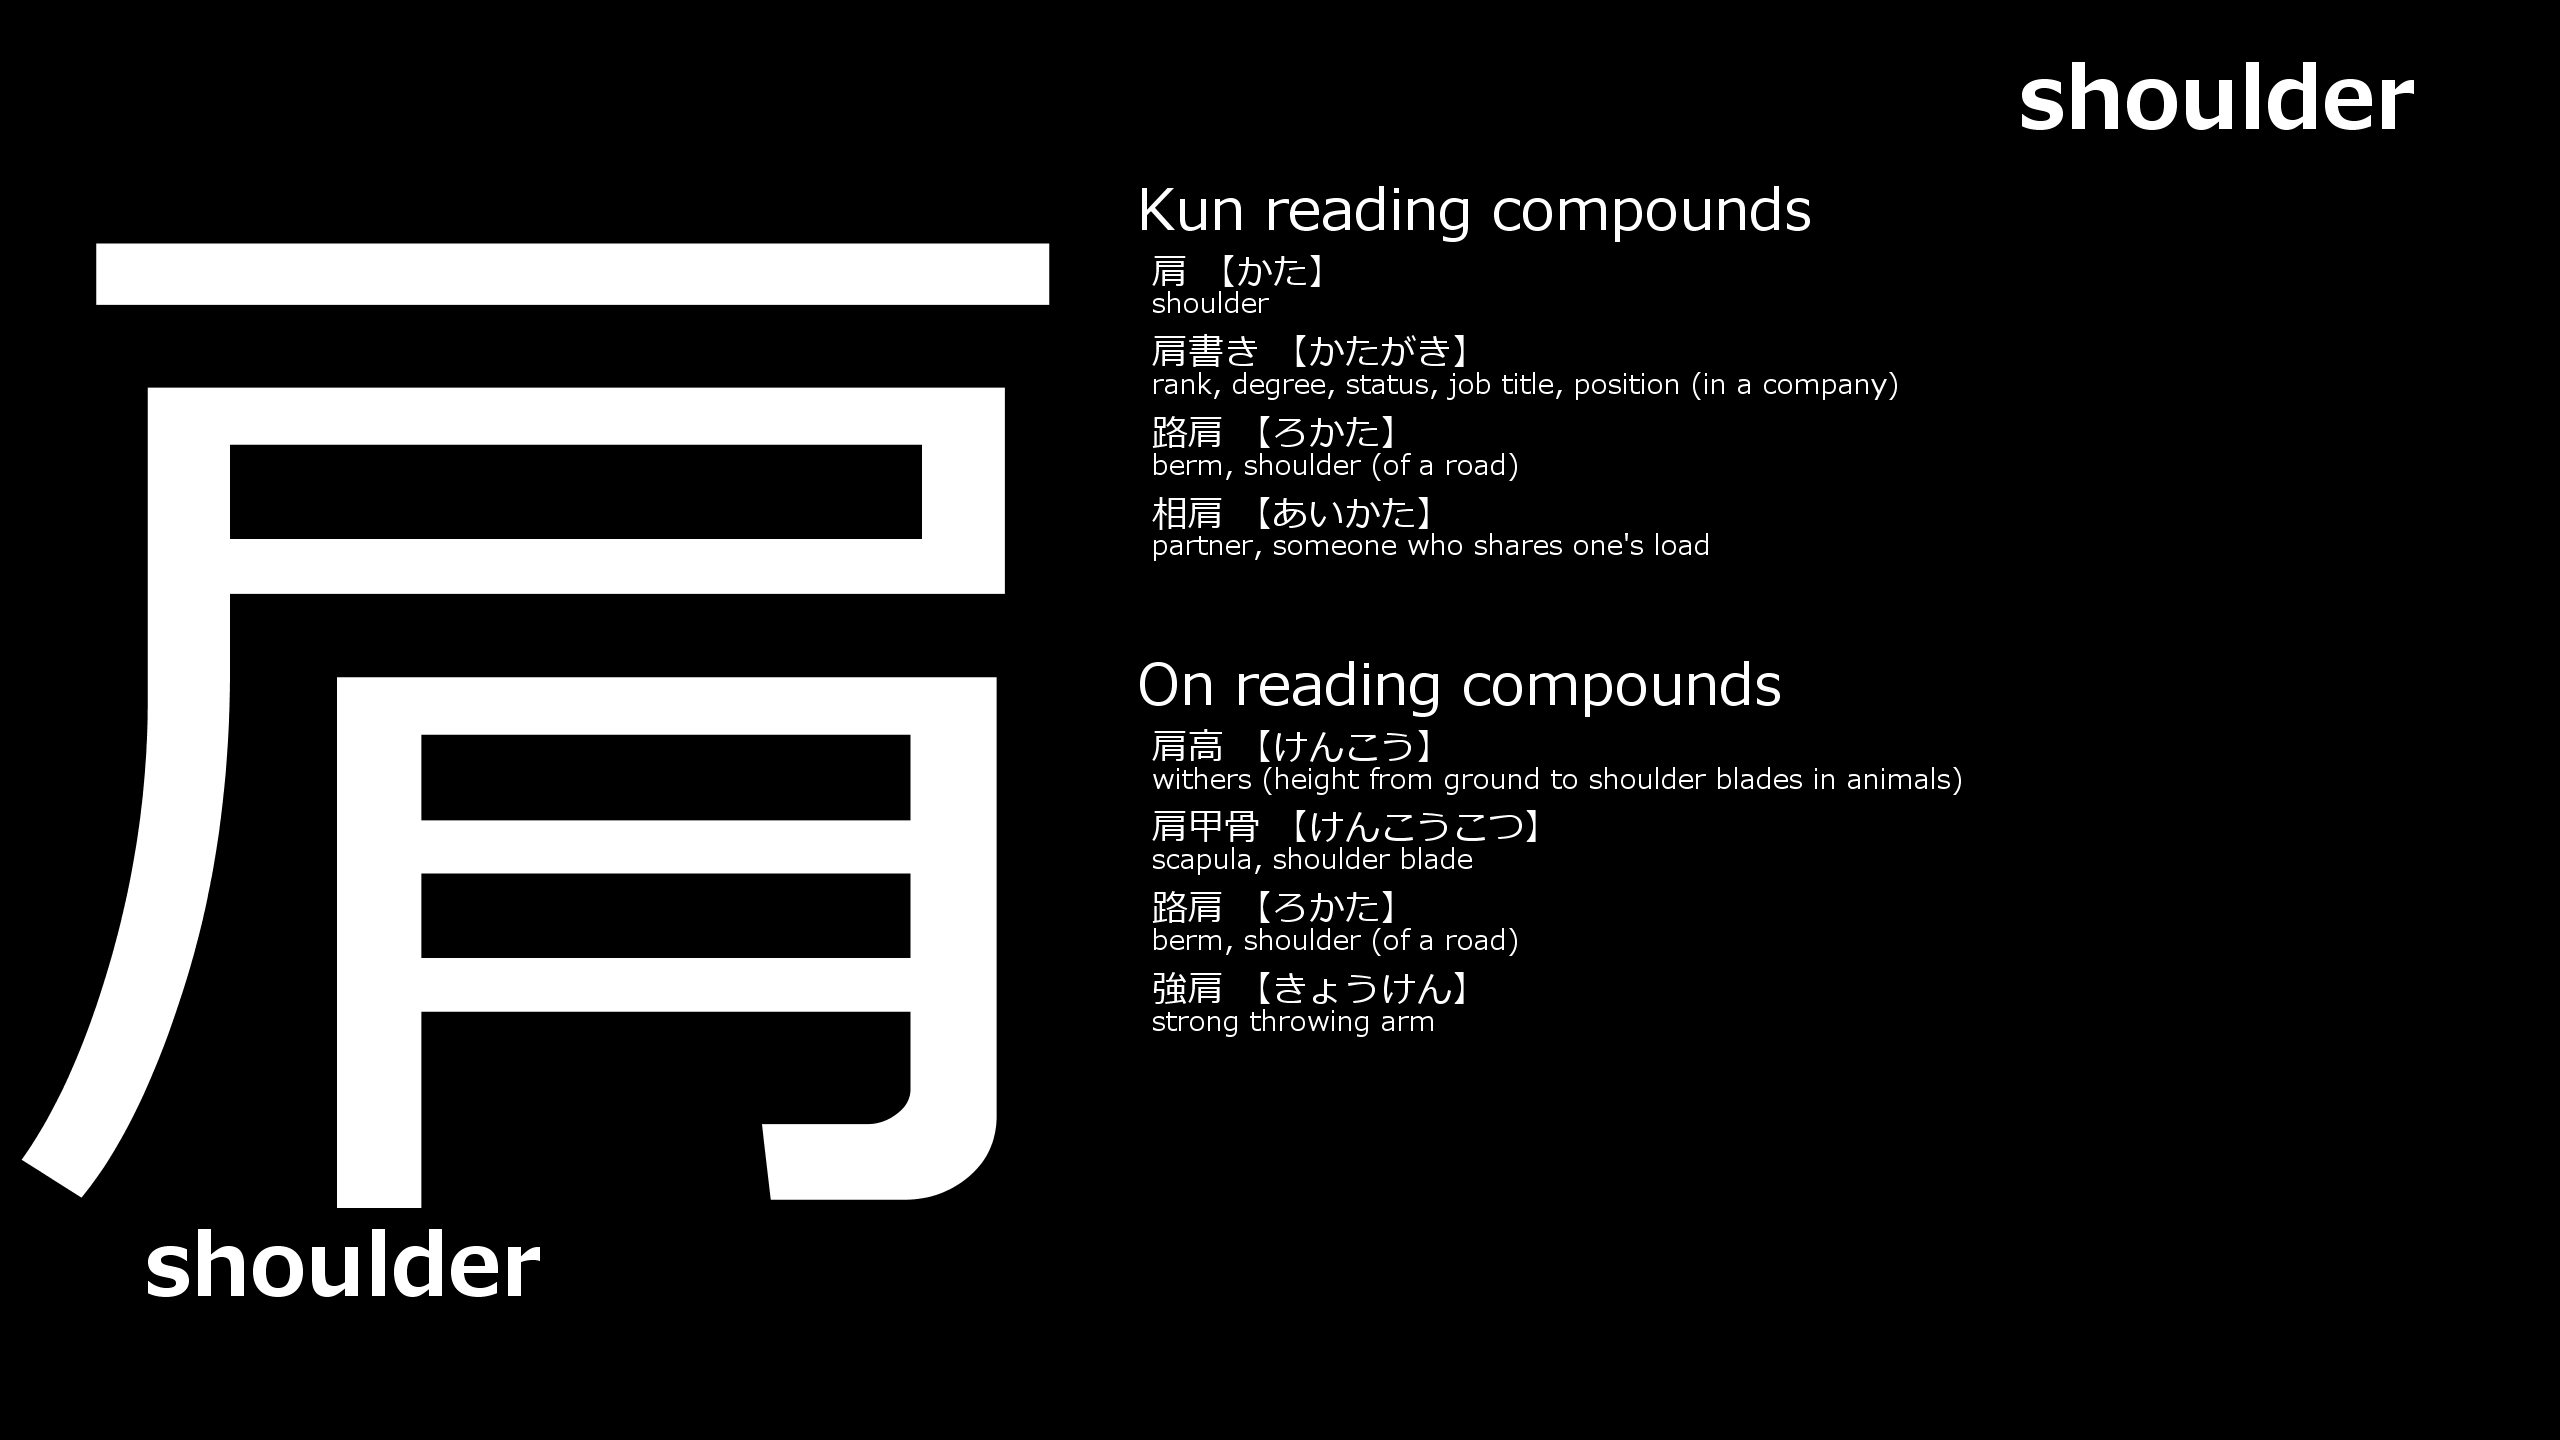 shoulder
肩
shoulder
Kun reading compounds
肩 【かた】
shoulder
肩書き 【かたがき】
rank, degree, status, job title, position (in a company)
路肩 【ろかた】
berm, shoulder (of a road)
相肩 【あいかた】
partner, someone who shares one's load
On reading compounds
肩高 【けんこう】
withers (height from ground to shoulder blades in animals)
肩甲骨 【けんこうこつ】
scapula, shoulder blade
路肩 【ろかた】
berm, shoulder (of a road)
強肩 【きょうけん】
strong throwing arm